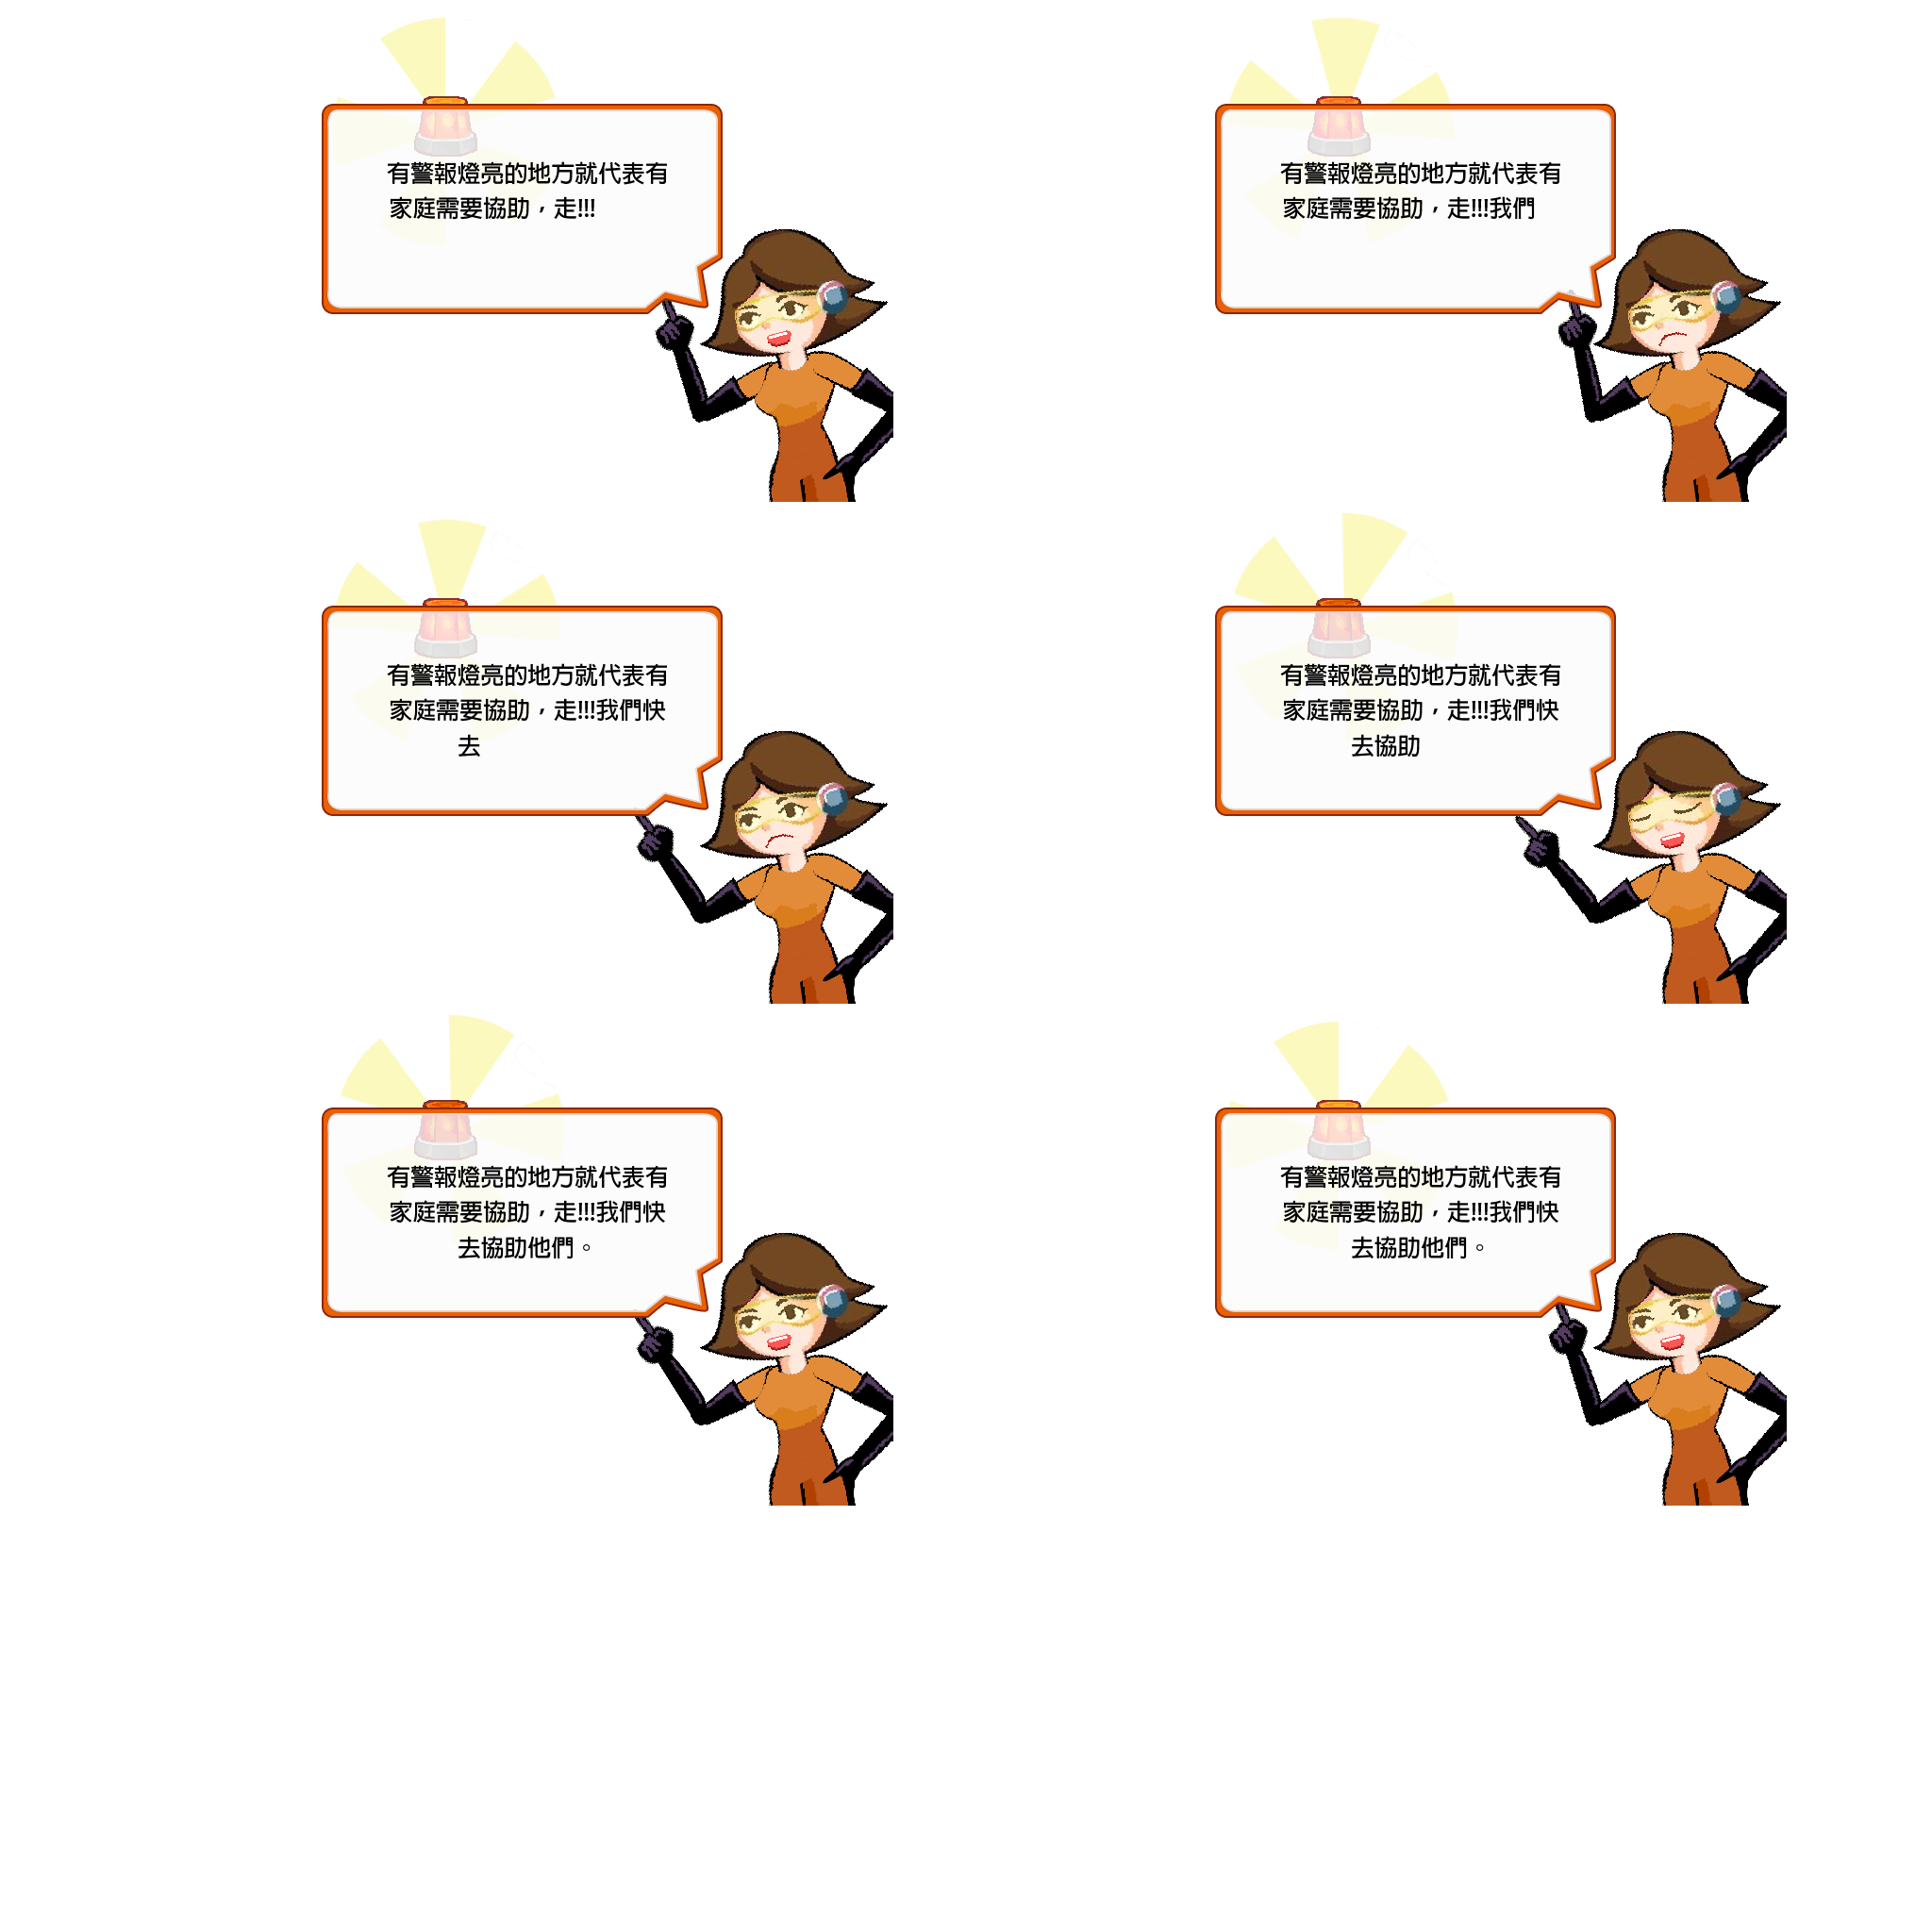 有警報燈亮的地方就代表有
家庭需要協助，走!!!
有警報燈亮的地方就代表有
家庭需要協助，走!!!我們
有警報燈亮的地方就代表有
家庭需要協助，走!!!我們快
去
有警報燈亮的地方就代表有
家庭需要協助，走!!!我們快
去協助
有警報燈亮的地方就代表有
家庭需要協助，走!!!我們快
去協助他們。
有警報燈亮的地方就代表有
家庭需要協助，走!!!我們快
去協助他們。